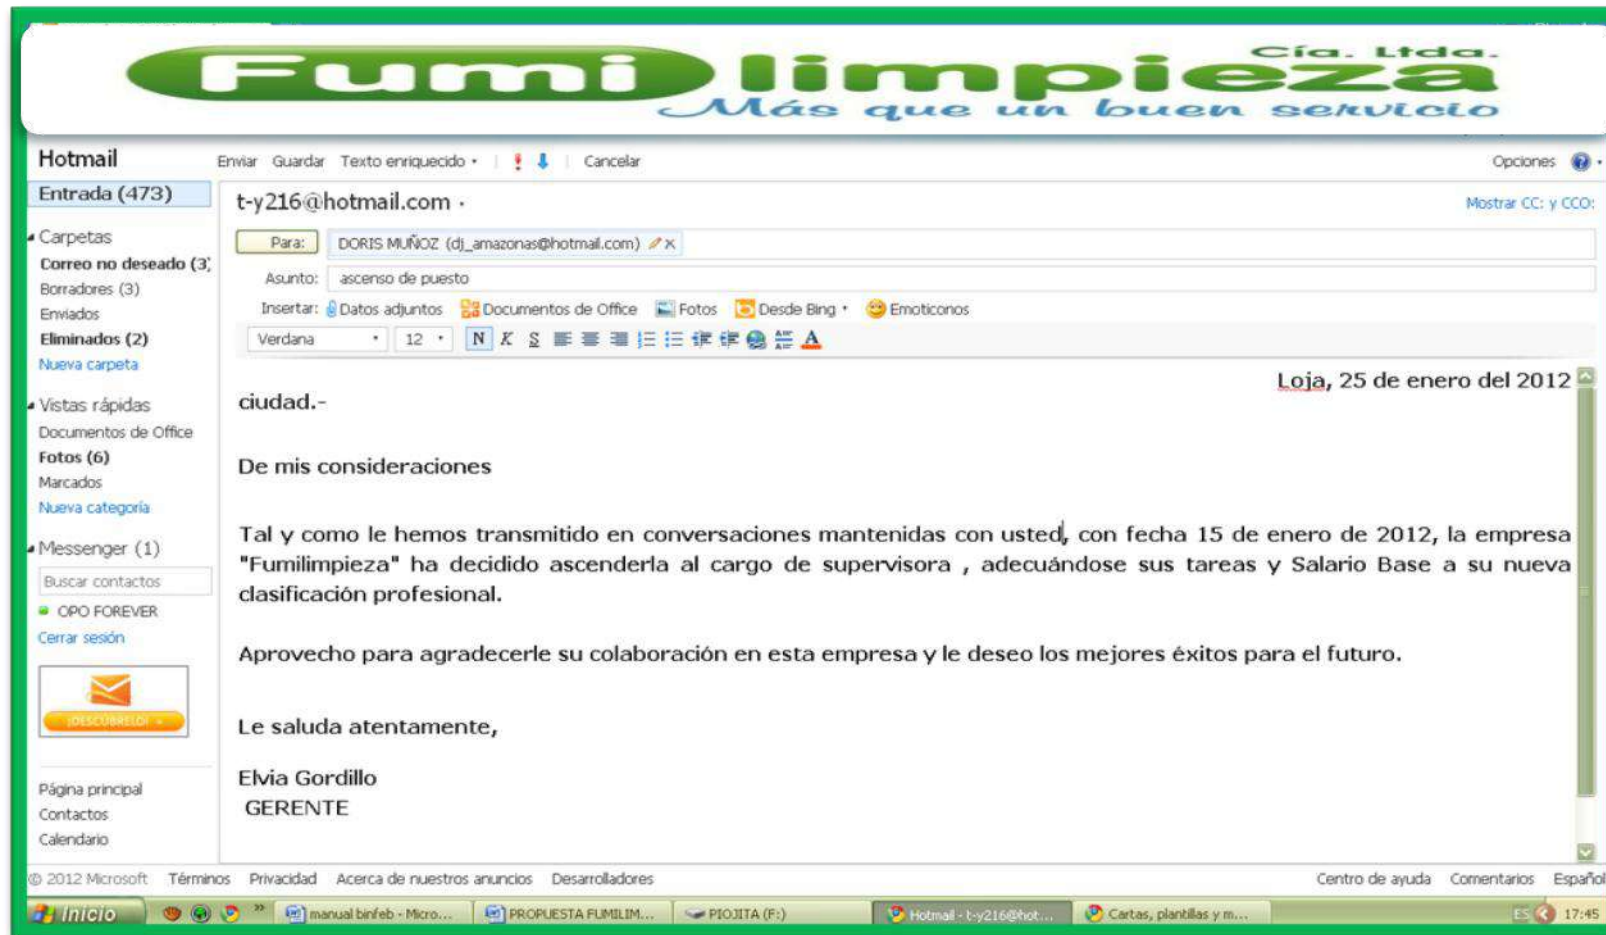 Fumilimpieza Cía. Ltda.
Más que un buen servicio
Hotmail
Enviar Guardar Texto enriquecido Cancelar Opciones
Entrada (473)
t-y216@hotmail.com
Mostrar CC: y CCO:
Carpetas
Correo no deseado (3)
Borradores (3)
Enviados
Eliminados (2)
Nueva carpeta
Vistas rápidas
Documentos de Office
Fotos (6)
Marcados
Nueva categoría
Messenger (1)
Buscar contactos
OPO FOREVER
Cerrar sesión
¡DESCÚBRELO!
Página principal
Contactos
Calendario
Para: DORIS MUÑOZ (dj_amazonas@hotmail.com)
Asunto: ascenso de puesto
Insertar: Datos adjuntos Documentos de Office Fotos Desde Bing Emoticonos
Verdana 12 N K S
Loja, 25 de enero del 2012
ciudad.-
De mis consideraciones
Tal y como le hemos transmitido en conversaciones mantenidas con usted, con fecha 15 de enero de 2012, la empresa
"Fumilimpieza" ha decidido ascenderla al cargo de supervisora , adecuándose sus tareas y Salario Base a su nueva
clasificación profesional.
Aprovecho para agradecerle su colaboración en esta empresa y le deseo los mejores éxitos para el futuro.
Le saluda atentamente,
Elvia Gordillo
GERENTE
© 2012 Microsoft Términos Privacidad Acerca de nuestros anuncios Desarrolladores Centro de ayuda Comentarios Español
Inicio manual binfeb - Micro... PROPUESTA FUMILIM... PIOJITA (F:) Hotmail - t-y216@hot... Cartas, plantillas y m... ES 17:45